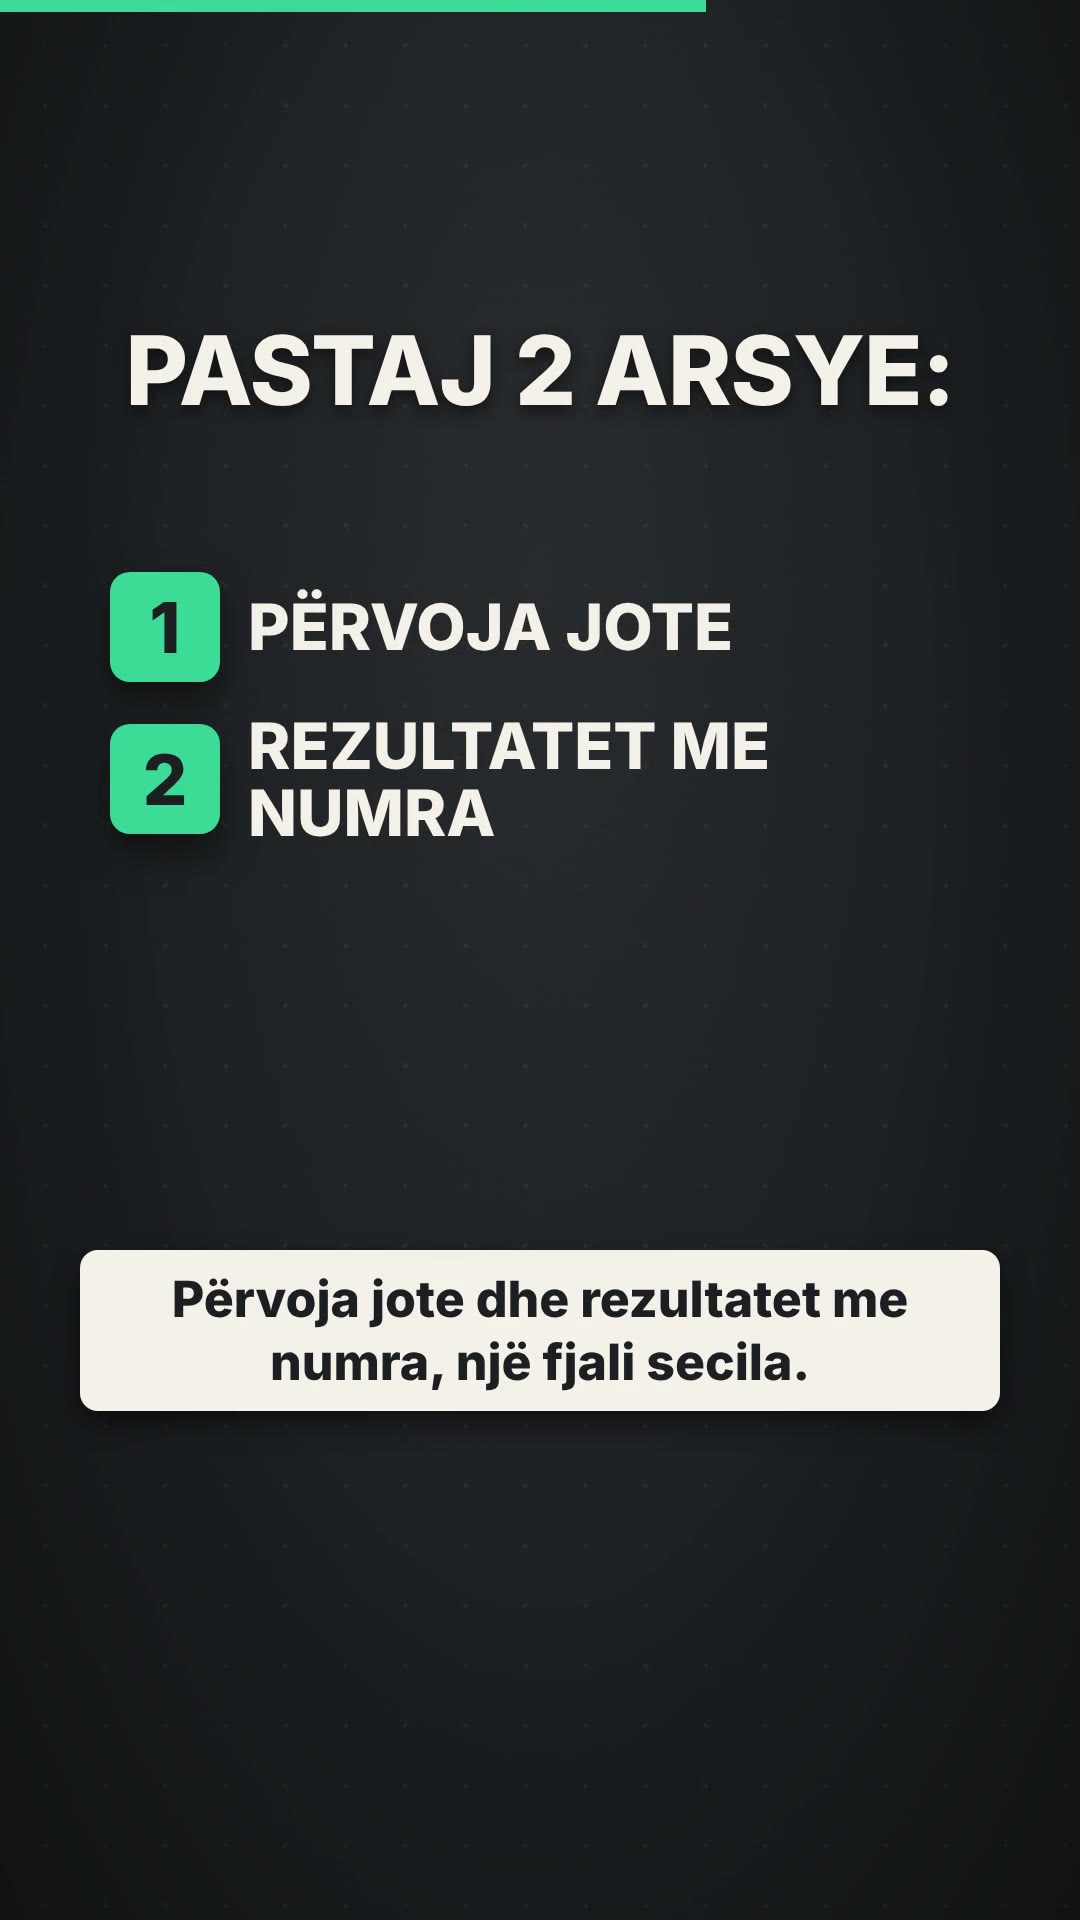 PASTAJ 2 ARSYE:
1 PËRVOJA JOTE
2 REZULTATET ME
NUMRA
Përvoja jote dhe rezultatet me
numra, një fjali secila.